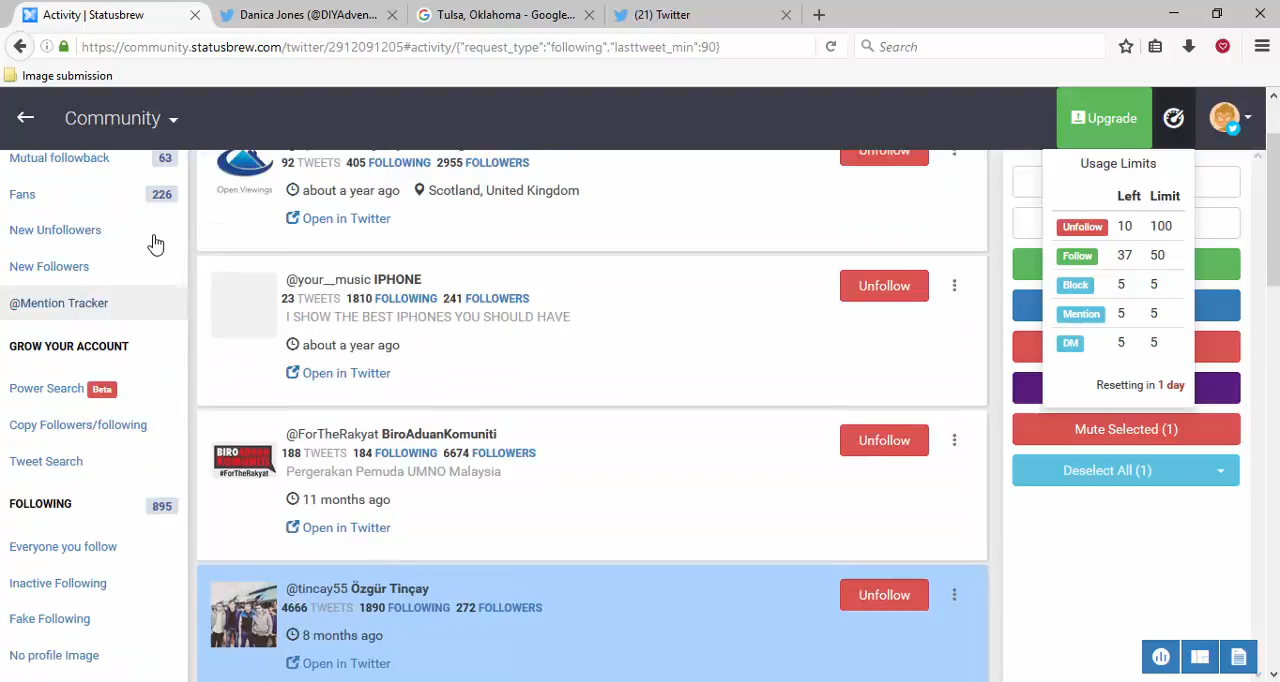 Activity | Statusbrew
Danica Jones (@DIYAdven...
Tulsa, Oklahoma - Google...
(21) Twitter
https://community.statusbrew.com/twitter/2912091205#activity/{"request_type":"following"."lasttweet_min":90}
Search
Image submission
Community
Upgrade
Mutual followback 63
Fans 226
New Unfollowers
New Followers
@Mention Tracker
GROW YOUR ACCOUNT
Power Search Beta
Copy Followers/following
Tweet Search
FOLLOWING 895
Everyone you follow
Inactive Following
Fake Following
No profile Image
Open Viewings
92 TWEETS 405 FOLLOWING 2955 FOLLOWERS
about a year ago Scotland, United Kingdom
Open in Twitter
Unfollow
@your__music IPHONE
23 TWEETS 1810 FOLLOWING 241 FOLLOWERS
I SHOW THE BEST IPHONES YOU SHOULD HAVE
about a year ago
Open in Twitter
Unfollow
BIRO ADUAN KOMUNITI
#ForTheRakyat
@ForTheRakyat BiroAduanKomuniti
188 TWEETS 184 FOLLOWING 6674 FOLLOWERS
Pergerakan Pemuda UMNO Malaysia
11 months ago
Open in Twitter
Unfollow
@tincay55 Özgür Tinçay
4666 TWEETS 1890 FOLLOWING 272 FOLLOWERS
8 months ago
Open in Twitter
Unfollow
Usage Limits
Left Limit
Unfollow 10 100
Follow 37 50
Block 5 5
Mention 5 5
DM 5 5
Resetting in 1 day
Mute Selected (1)
Deselect All (1)